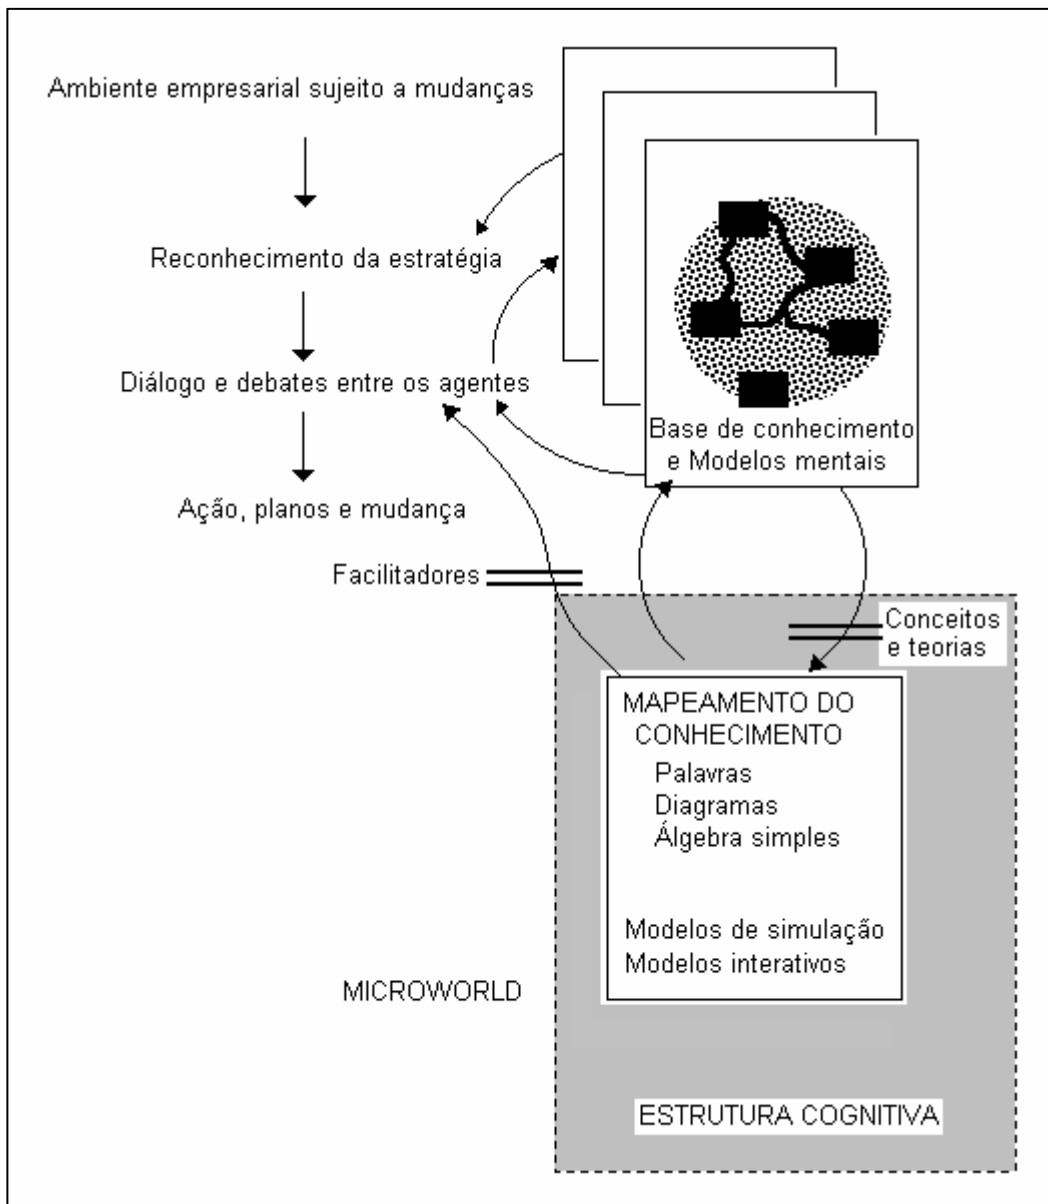 Ambiente empresarial sujeito a mudanças
Reconhecimento da estratégia
Diálogo e debates entre os agentes
Ação, planos e mudança
Base de conhecimento
e Modelos mentais
Facilitadores
Conceitos
e teorias
MAPEAMENTO DO
CONHECIMENTO
Palavras
Diagramas
Álgebra simples
Modelos de simulação
Modelos interativos
MICROWORLD
ESTRUTURA COGNITIVA